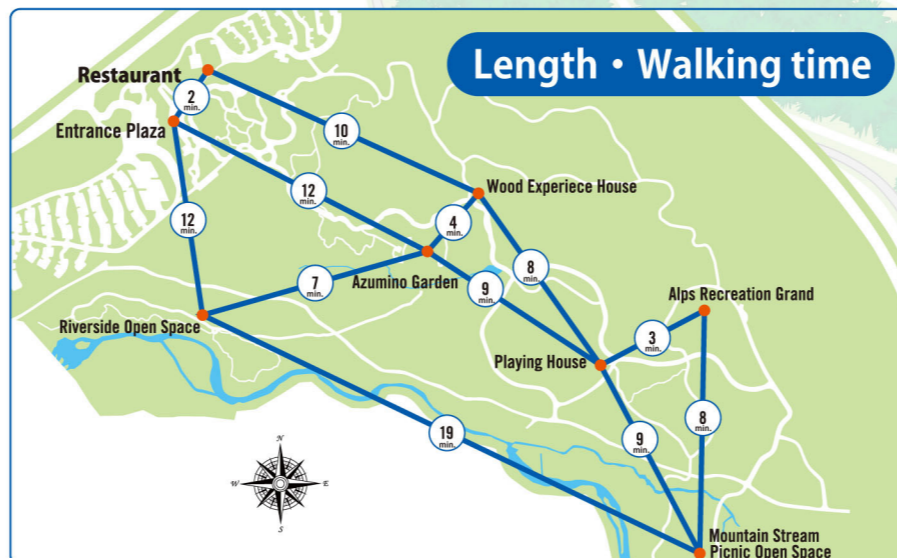 Length・Walking time
Restaurant
2
min.
Entrance Plaza
10
min.
12
min.
Wood Experiece House
12
min.
4
min.
Azumino Garden
8
min.
7
min.
9
min.
Alps Recreation Grand
Riverside Open Space
3
min.
Playing House
8
min.
19
min.
9
min.
N
W
E
S
Mountain Stream
Picnic Open Space